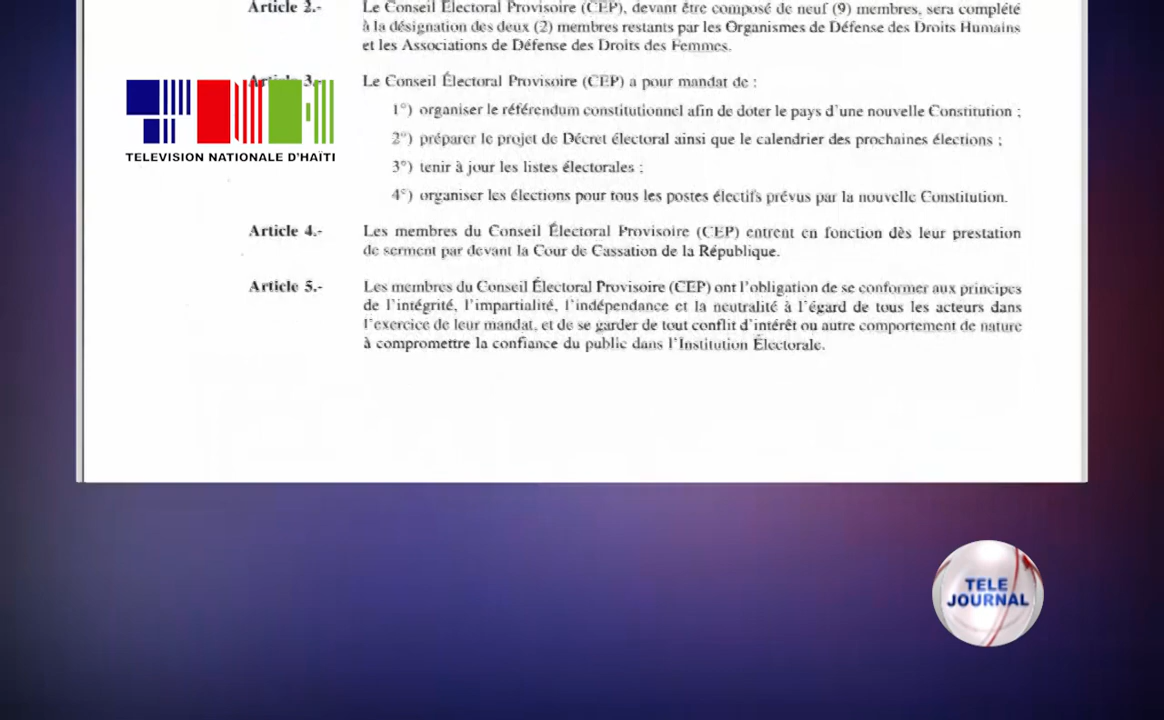 Article 2.- Le Conseil Électoral Provisoire (CEP), devant être composé de neuf (9) membres, sera complété
à la désignation des deux (2) membres restants par les Organismes de Défense des Droits Humains
et les Associations de Défense des Droits des Femmes.
Article 3.- Le Conseil Électoral Provisoire (CEP) a pour mandat de :
1°) organiser le référendum constitutionnel afin de doter le pays d'une nouvelle Constitution ;
2°) préparer le projet de Décret électoral ainsi que le calendrier des prochaines élections ;
TELEVISION NATIONALE D'HAÏTI
3°) tenir à jour les listes électorales ;
4°) organiser les élections pour tous les postes électifs prévus par la nouvelle Constitution.
Article 4.- Les membres du Conseil Électoral Provisoire (CEP) entrent en fonction dès leur prestation
de serment par devant la Cour de Cassation de la République.
Article 5.- Les membres du Conseil Électoral Provisoire (CEP) ont l'obligation de se conformer aux principes
de l'intégrité, l'impartialité, l'indépendance et la neutralité à l'égard de tous les acteurs dans
l'exercice de leur mandat, et de se garder de tout conflit d'intérêt ou autre comportement de nature
à compromettre la confiance du public dans l'Institution Électorale.
TELE
JOURNAL